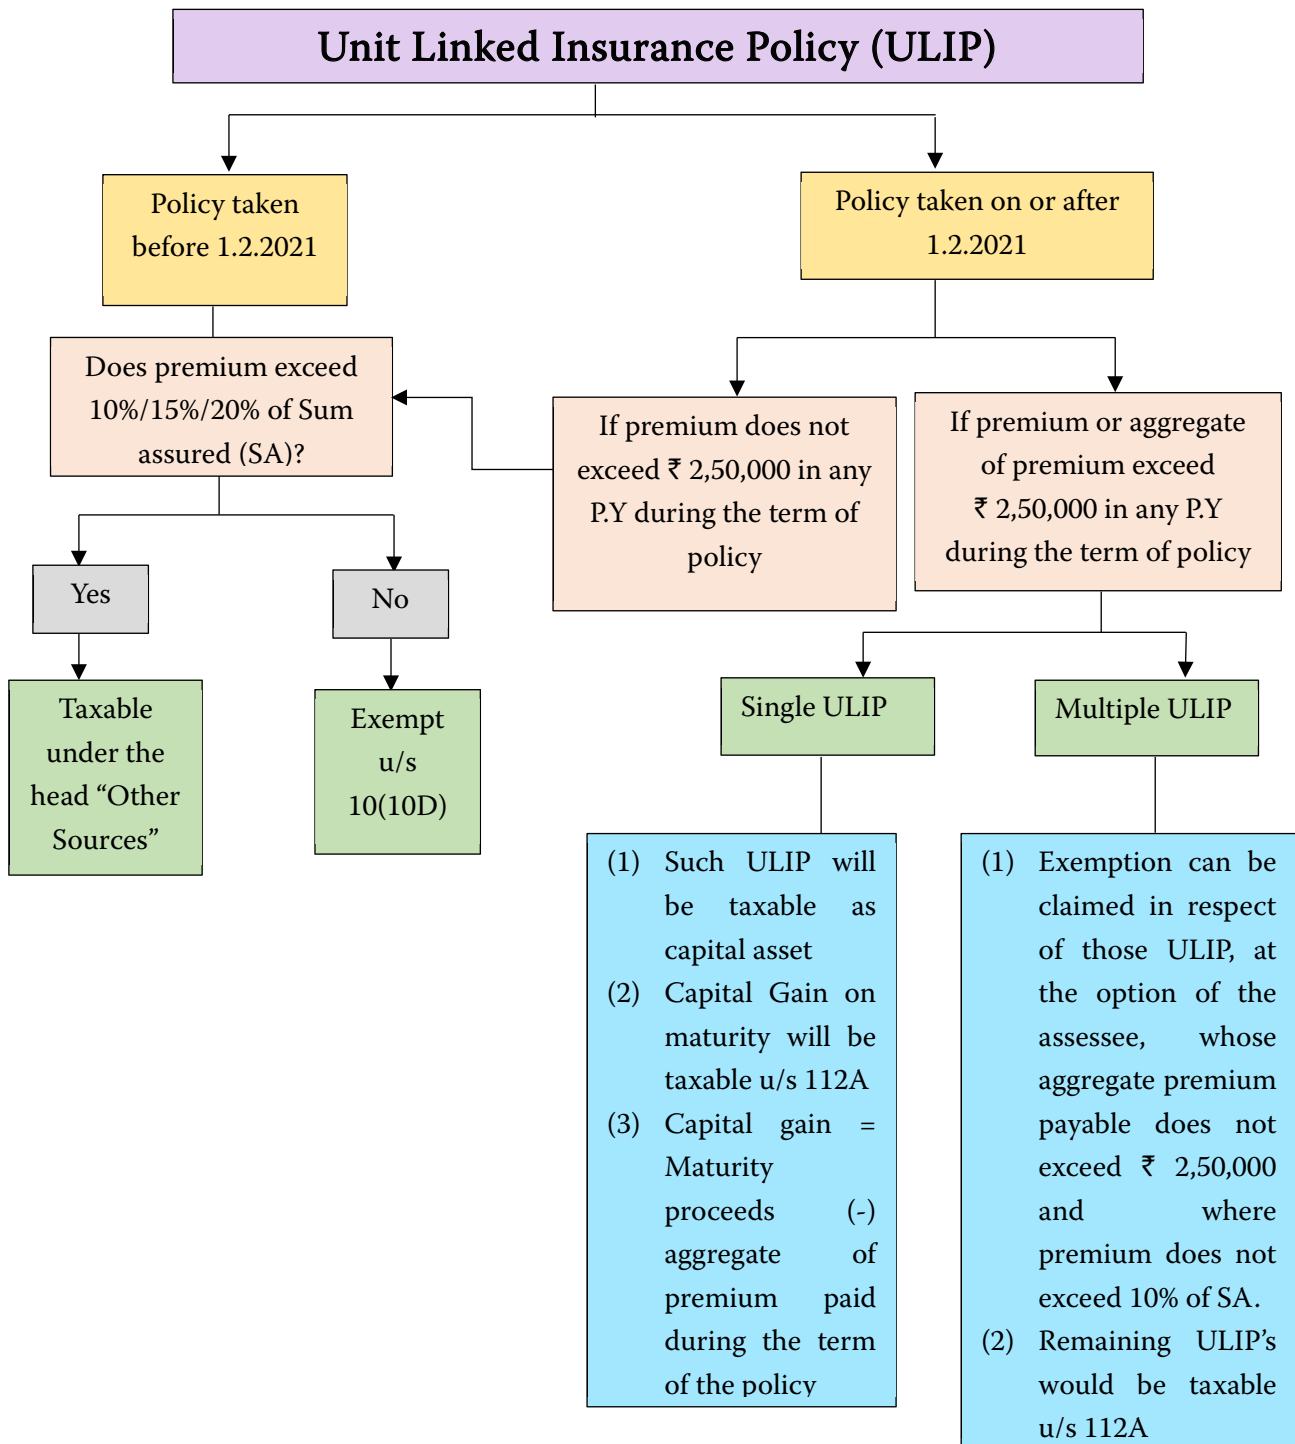 Unit Linked Insurance Policy (ULIP)
Policy taken
before 1.2.2021
Policy taken on or after
1.2.2021
Does premium exceed
10%/15%/20% of Sum
assured (SA)?
If premium does not
exceed ₹ 2,50,000 in any
P.Y during the term of
policy
If premium or aggregate
of premium exceed
₹ 2,50,000 in any P.Y
during the term of policy
Yes
No
Taxable
under the
head “Other
Sources”
Exempt
u/s
10(10D)
Single ULIP
Multiple ULIP
(1) Such ULIP will
be taxable as
capital asset
(2) Capital Gain on
maturity will be
taxable u/s 112A
(3) Capital gain =
Maturity
proceeds (-)
aggregate of
premium paid
during the term
of the policy
(1) Exemption can be
claimed in respect
of those ULIP, at
the option of the
assessee, whose
aggregate premium
payable does not
exceed ₹ 2,50,000
and where
premium does not
exceed 10% of SA.
(2) Remaining ULIP’s
would be taxable
u/s 112A